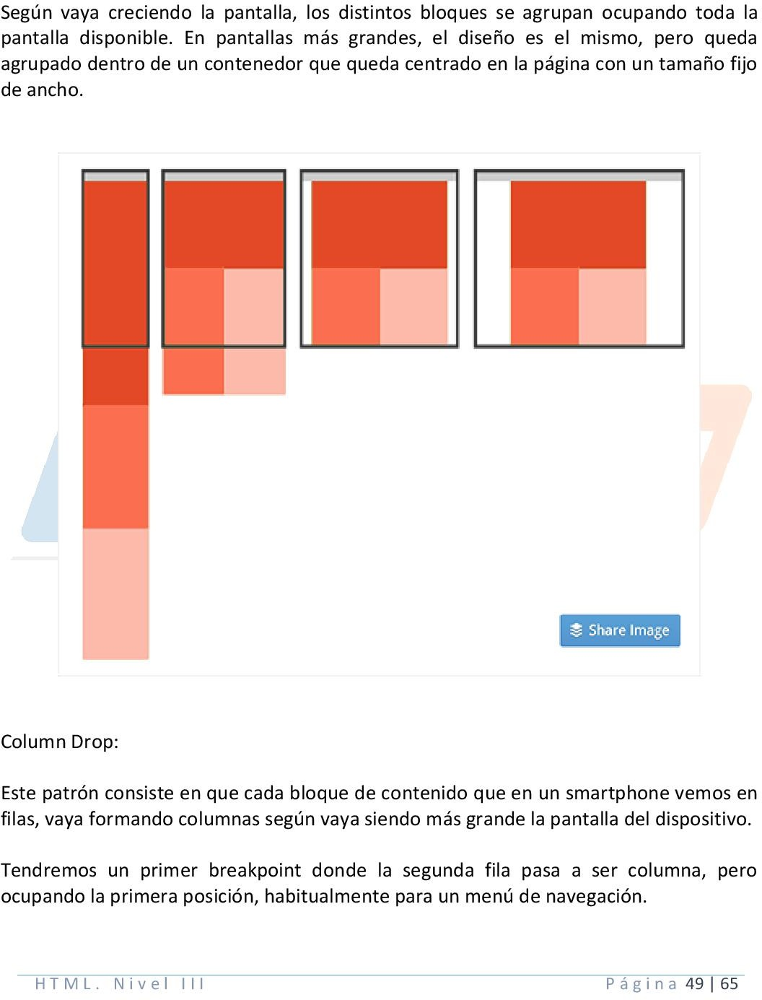 Según vaya creciendo la pantalla, los distintos bloques se agrupan ocupando toda la
pantalla disponible. En pantallas más grandes, el diseño es el mismo, pero queda
agrupado dentro de un contenedor que queda centrado en la página con un tamaño fijo
de ancho.
Share Image
Column Drop:
Este patrón consiste en que cada bloque de contenido que en un smartphone vemos en
filas, vaya formando columnas según vaya siendo más grande la pantalla del dispositivo.
Tendremos un primer breakpoint donde la segunda fila pasa a ser columna, pero
ocupando la primera posición, habitualmente para un menú de navegación.
HTML. Nivel III Página 49 | 65